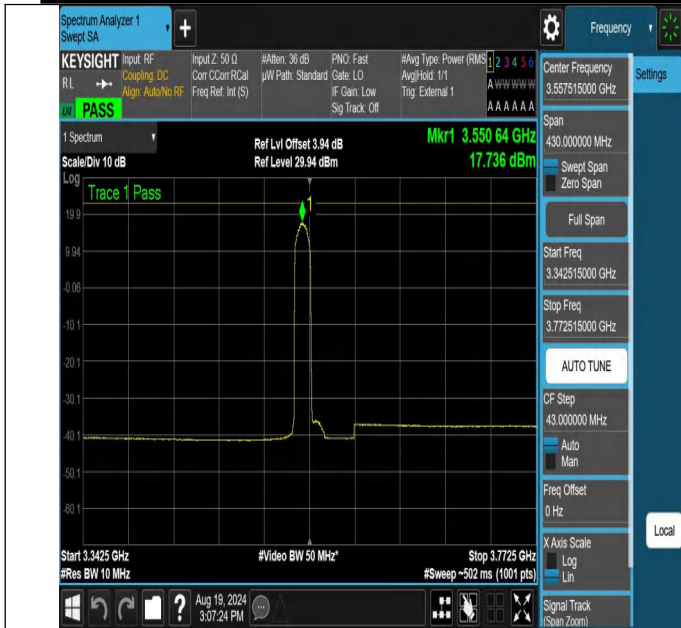 Spectrum Analyzer 1
Swept SA
+
Frequency
KEYSIGHT
RL
PASS
Input: RF
Coupling: DC
Align: Auto/No RF
Input Z: 50 Ω
Corr CCorr RCal
Freq Ref: Int (S)
#Atten: 36 dB
µW Path: Standard
PNO: Fast
Gate: LO
IF Gain: Low
Sig Track: Off
#Avg Type: Power (RMS
Avg|Hold: 1/1
Trig: External 1
1 2 3 4 5 6
A W W W W W
A A A A A A
1 Spectrum
Scale/Div 10 dB
Ref Lvl Offset 3.94 dB
Ref Level 29.94 dBm
Mkr1 3.550 64 GHz
17.736 dBm
Log
Trace 1 Pass
1
19.9
9.94
-0.06
-10.1
-20.1
-30.1
-40.1
-50.1
-60.1
Start 3.3425 GHz
#Res BW 10 MHz
#Video BW 50 MHz*
Stop 3.7725 GHz
#Sweep ~502 ms (1001 pts)
?
Aug 19, 2024
3:07:24 PM
Center Frequency
3.557515000 GHz
Settings
Span
430.000000 MHz
Swept Span
Zero Span
Full Span
Start Freq
3.342515000 GHz
Stop Freq
3.772515000 GHz
AUTO TUNE
CF Step
43.000000 MHz
Auto
Man
Freq Offset
0 Hz
Local
X Axis Scale
Log
Lin
Signal Track
(Span Zoom)